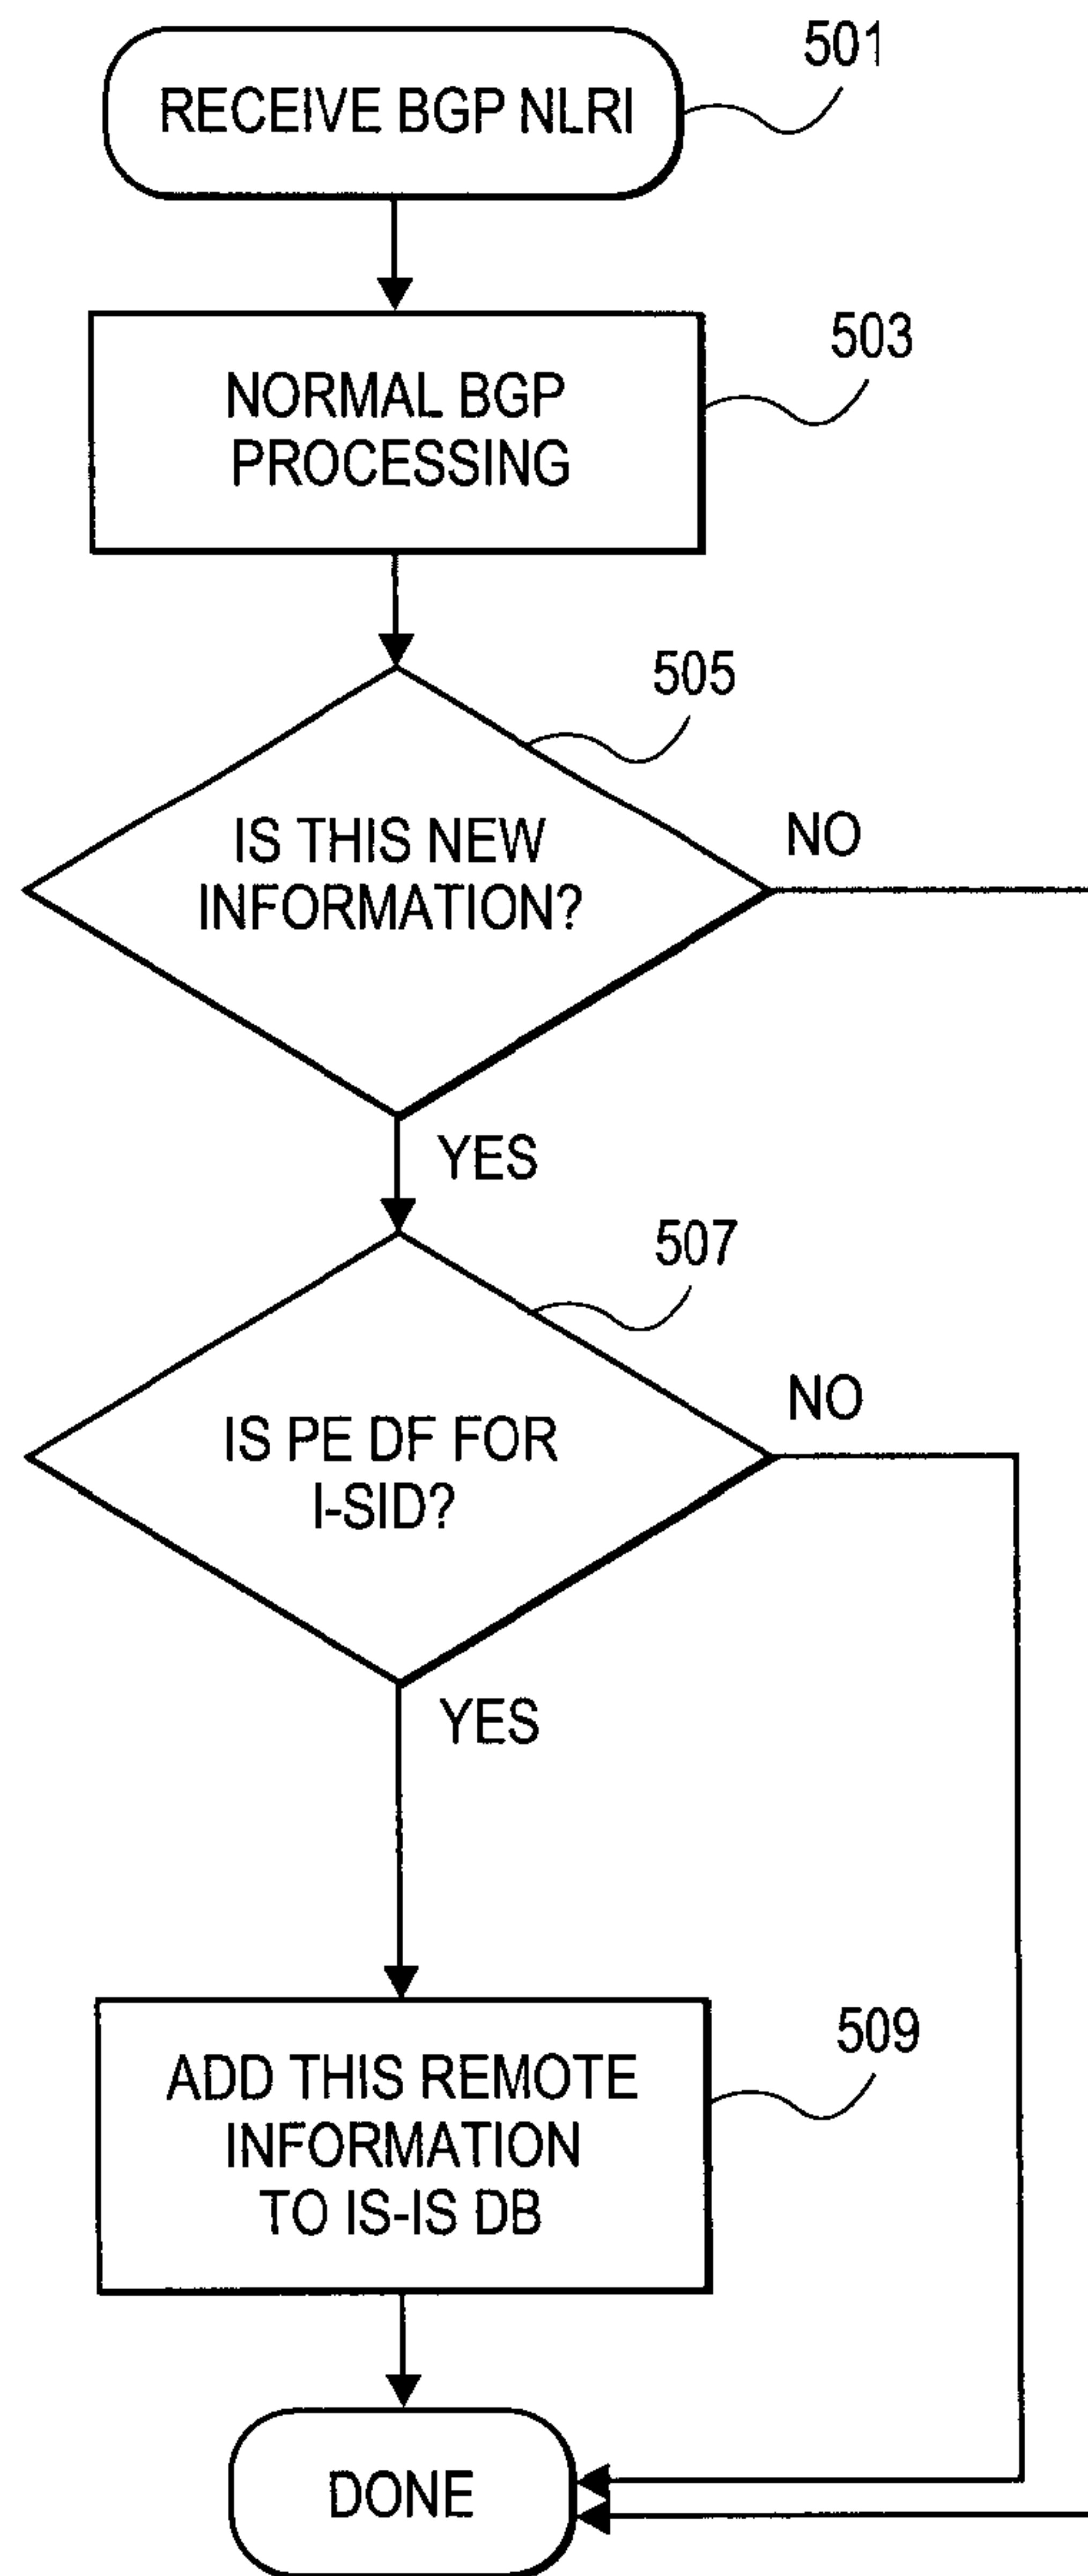 501
RECEIVE BGP NLRI
503
NORMAL BGP
PROCESSING
505
IS THIS NEW
INFORMATION?
NO
YES
507
IS PE DF FOR
I-SID?
NO
YES
509
ADD THIS REMOTE
INFORMATION
TO IS-IS DB
DONE